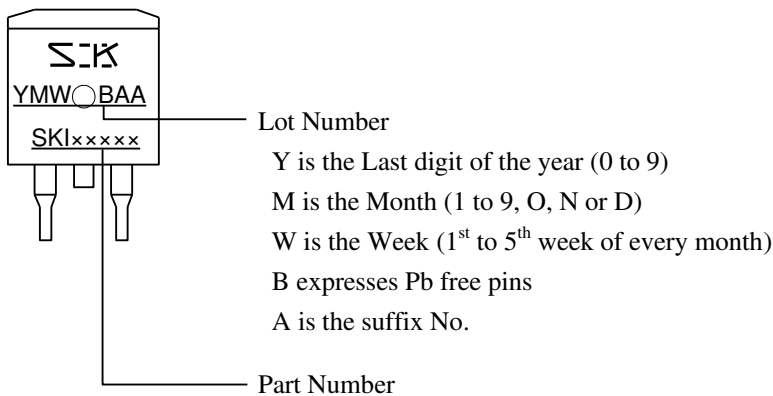 SK
YMW○BAA
SKI×××××
Lot Number
Y is the Last digit of the year (0 to 9)
M is the Month (1 to 9, O, N or D)
W is the Week (1st to 5th week of every month)
B expresses Pb free pins
A is the suffix No.
Part Number